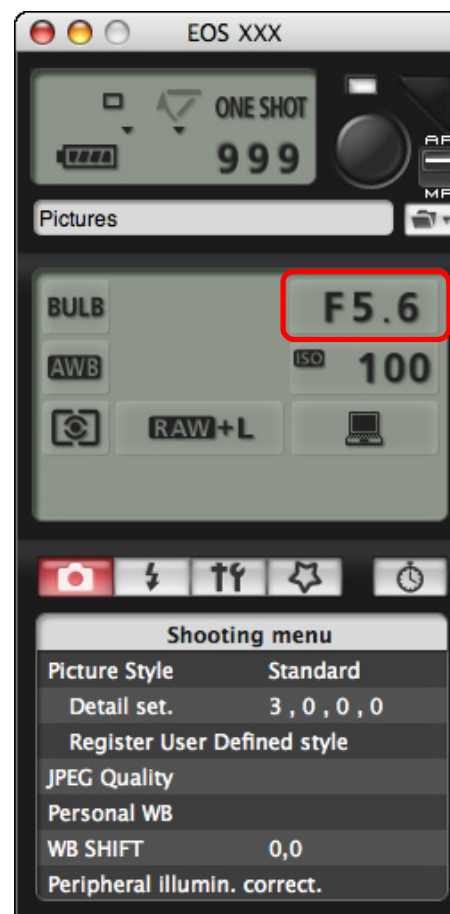 EOS XXX
ONE SHOT
999
AF
MF
Pictures
BULB
F5.6
AWB
ISO 100
RAW+L
Shooting menu
Picture Style Standard
Detail set. 3,0,0,0
Register User Defined style
JPEG Quality
Personal WB
WB SHIFT 0,0
Peripheral illumin. correct.